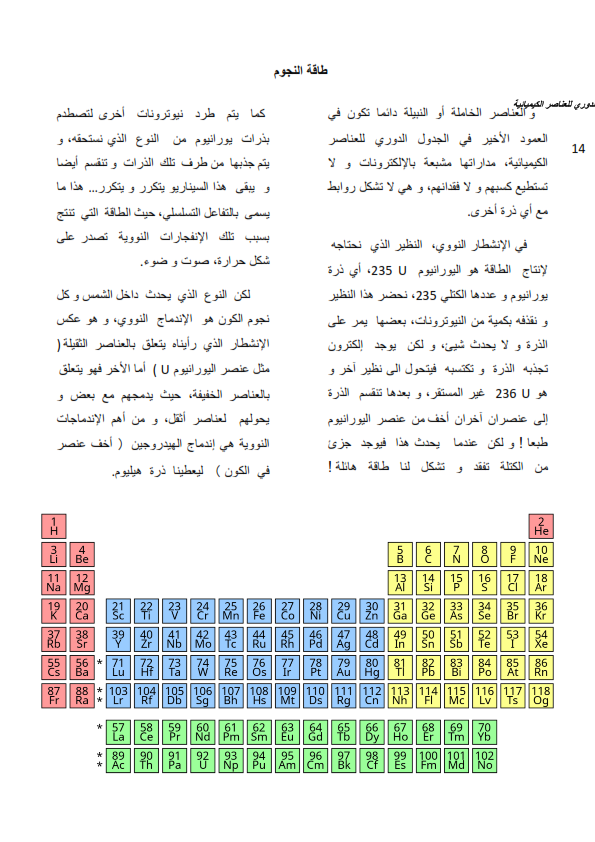 طاقة النجوم
دوري للعناصر الكيميائية
14
و العناصر الخاملة أو النبيلة دائما تكون في
العمود الأخير في الجدول الدوري للعناصر
الكيميائية، مداراتها مشبعة بالإلكترونات و لا
تستطيع كسبهم و لا فقدانهم، و هي لا تشكل روابط
مع أي ذرة أخرى.
في الإنشطار النووي، النظير الذي نحتاجه
لإنتاج الطاقة هو اليورانيوم 235 U، أي ذرة
يورانيوم و عددها الكتلي 235، نحضر هذا النظير
و نقذفه بكمية من النيوترونات، بعضها يمر على
الذرة و لا يحدث شيئ، و لكن يوجد إلكترون
تجذبه الذرة و تكتسبه فيتحول الى نظير آخر و
هو 236 U غير المستقر، و بعدها تنقسم الذرة
إلى عنصران آخران أخف من عنصر اليورانيوم
طبعا ! و لكن عندما يحدث هذا فيوجد جزئ
من الكتلة تفقد و تشكل لنا طاقة هائلة !
كما يتم طرد نيوترونات أخرى لتصطدم
بذرات يورانيوم من النوع الذي نستحقه، و
يتم جذبها من طرف تلك الذرات و تنقسم أيضا
و يبقى هذا السيناريو يتكرر و يتكرر... هذا ما
يسمى بالتفاعل التسلسلي، حيث الطاقة التي تنتج
بسبب تلك الإنفجارات النووية تصدر على
شكل حرارة، صوت و ضوء.
لكن النوع الذي يحدث داخل الشمس و كل
نجوم الكون هو الإندماج النووي، و هو عكس
الإنشطار الذي رأيناه يتعلق بالعناصر الثقيلة (
مثل عنصر اليورانيوم U ) أما الأخر فهو يتعلق
بالعناصر الخفيفة، حيث يدمجهم مع بعض و
يحولهم لعناصر أثقل، و من أهم الإندماجات
النووية هي إندماج الهيدروجين ( أخف عنصر
في الكون ) ليعطينا ذرة هيليوم.
1 2
H He
3 4 5 6 7 8 9 10
Li Be B C N O F Ne
11 12 13 14 15 16 17 18
Na Mg Al Si P S Cl Ar
19 20 21 22 23 24 25 26 27 28 29 30 31 32 33 34 35 36
K Ca Sc Ti V Cr Mn Fe Co Ni Cu Zn Ga Ge As Se Br Kr
37 38 39 40 41 42 43 44 45 46 47 48 49 50 51 52 53 54
Rb Sr Y Zr Nb Mo Tc Ru Rh Pd Ag Cd In Sn Sb Te I Xe
55 56 * 71 72 73 74 75 76 77 78 79 80 81 82 83 84 85 86
Cs Ba Lu Hf Ta W Re Os Ir Pt Au Hg Tl Pb Bi Po At Rn
87 88 * 103 104 105 106 107 108 109 110 111 112 113 114 115 116 117 118
Fr Ra * Lr Rf Db Sg Bh Hs Mt Ds Rg Cn Nh Fl Mc Lv Ts Og
* 57 58 59 60 61 62 63 64 65 66 67 68 69 70
La Ce Pr Nd Pm Sm Eu Gd Tb Dy Ho Er Tm Yb
* 89 90 91 92 93 94 95 96 97 98 99 100 101 102
* Ac Th Pa U Np Pu Am Cm Bk Cf Es Fm Md No